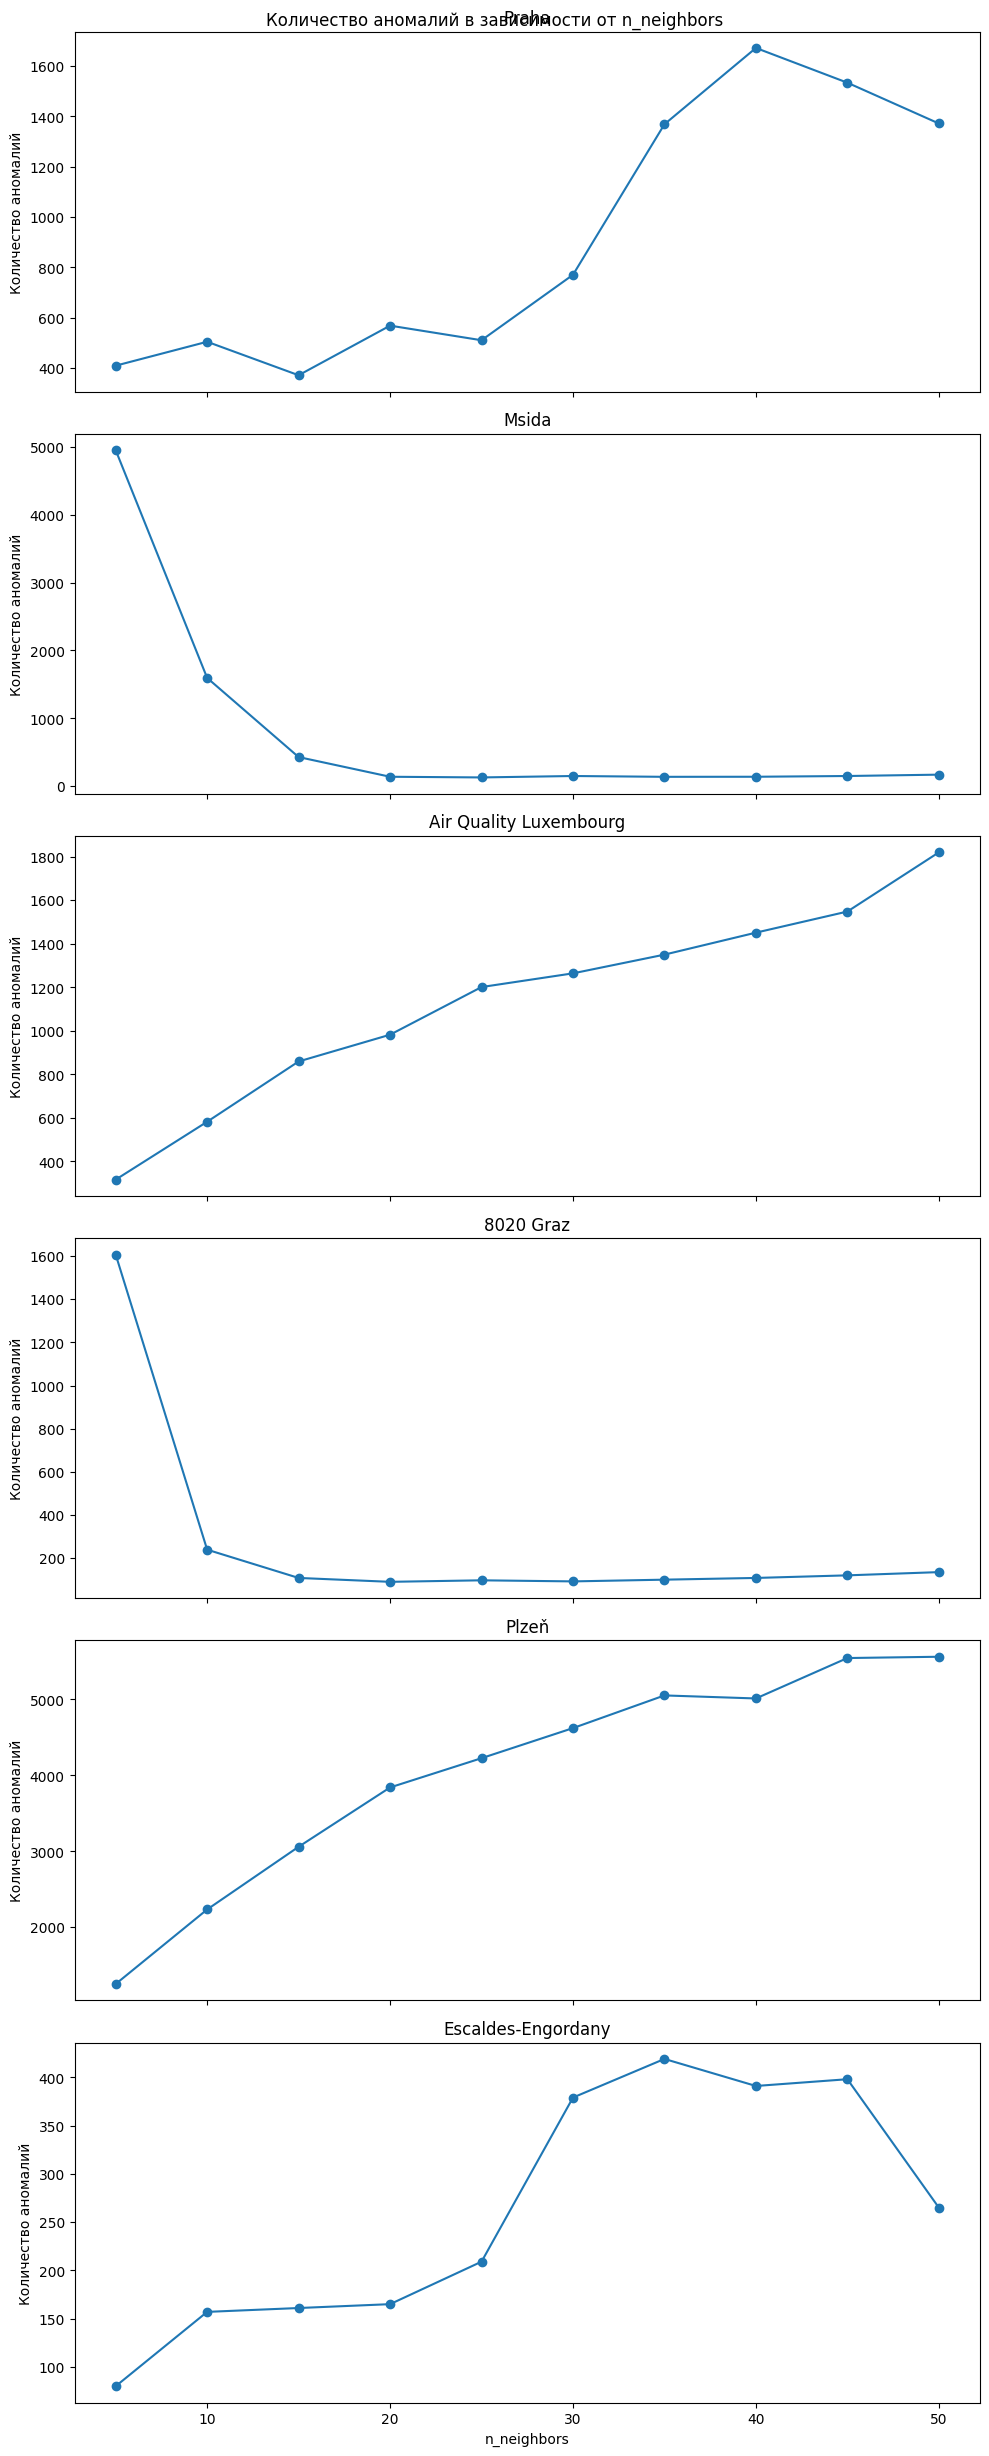 Количество аномалий в зависимости от n_neighbors
Praha
1600
1400
1200
1000
800
600
400
Количество аномалий
Msida
5000
4000
3000
2000
1000
0
Количество аномалий
Air Quality Luxembourg
1800
1600
1400
1200
1000
800
600
400
Количество аномалий
8020 Graz
1600
1400
1200
1000
800
600
400
200
Количество аномалий
Plzeň
5000
4000
3000
2000
Количество аномалий
Escaldes-Engordany
400
350
300
250
200
150
100
Количество аномалий
10 20 30 40 50
n_neighbors